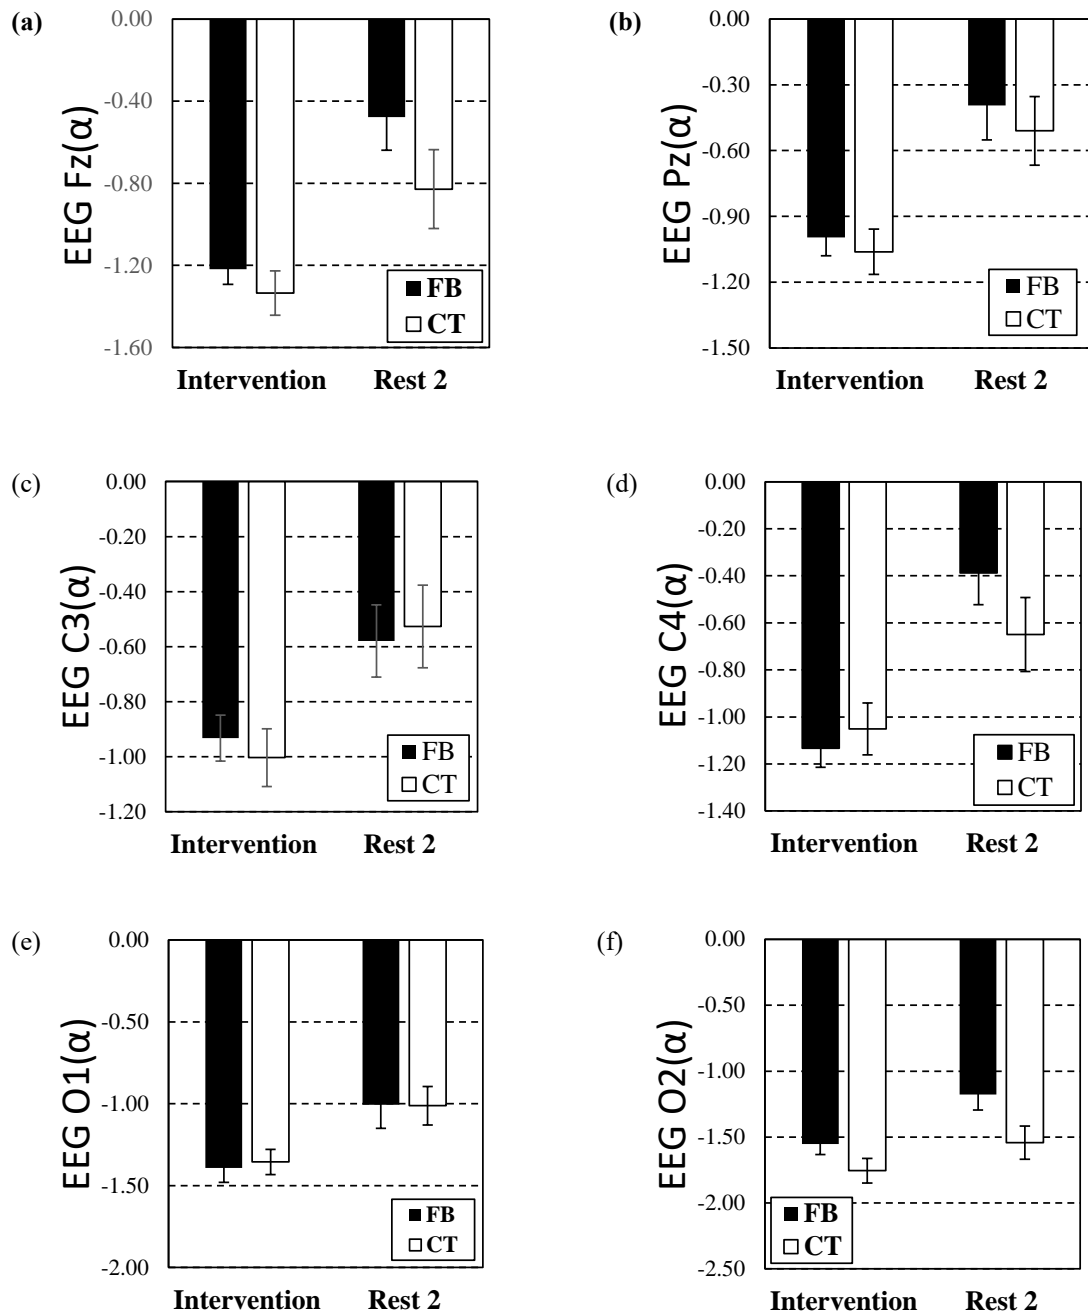 (a)
EEG Fz(α)
0.00
-0.40
-0.80
-1.20
-1.60
FB
CT
Intervention Rest 2
(b)
EEG Pz(α)
0.00
-0.30
-0.60
-0.90
-1.20
-1.50
FB
CT
Intervention Rest 2
(c)
EEG C3(α)
0.00
-0.20
-0.40
-0.60
-0.80
-1.00
-1.20
FB
CT
Intervention Rest 2
(d)
EEG C4(α)
0.00
-0.20
-0.40
-0.60
-0.80
-1.00
-1.20
-1.40
FB
CT
Intervention Rest 2
(e)
EEG O1(α)
0.00
-0.50
-1.00
-1.50
-2.00
FB
CT
Intervention Rest 2
(f)
EEG O2(α)
0.00
-0.50
-1.00
-1.50
-2.00
-2.50
FB
CT
Intervention Rest 2